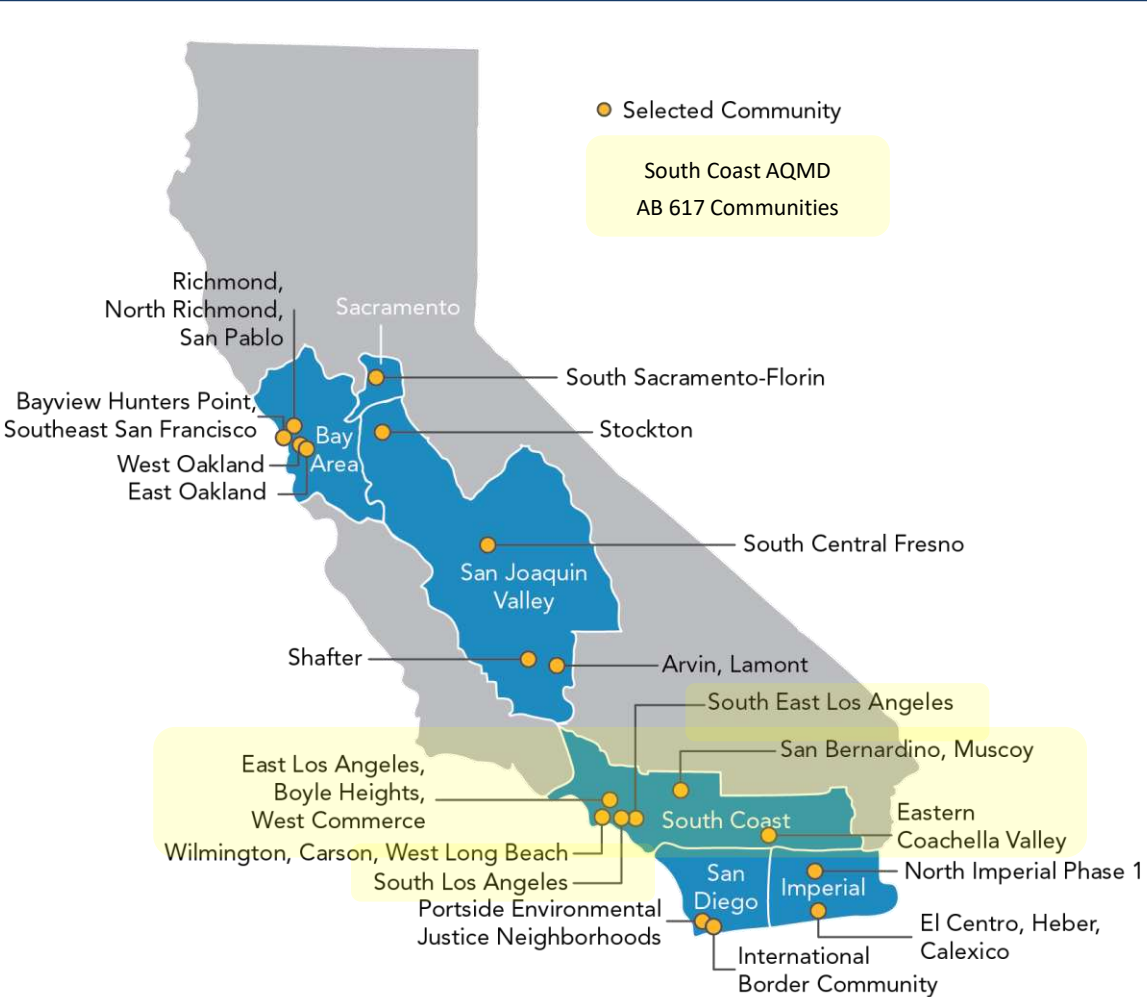 Selected Community
South Coast AQMD
AB 617 Communities
Richmond,
North Richmond,
San Pablo
Sacramento
South Sacramento-Florin
Bayview Hunters Point,
Southeast San Francisco
Bay
Area
Stockton
West Oakland
East Oakland
South Central Fresno
San Joaquin
Valley
Shafter
Arvin, Lamont
South East Los Angeles
San Bernardino, Muscoy
East Los Angeles,
Boyle Heights,
West Commerce
South Coast
Eastern
Coachella Valley
Wilmington, Carson, West Long Beach
South Los Angeles
San
Diego
Imperial
North Imperial Phase 1
Portside Environmental
Justice Neighborhoods
El Centro, Heber,
Calexico
International
Border Community